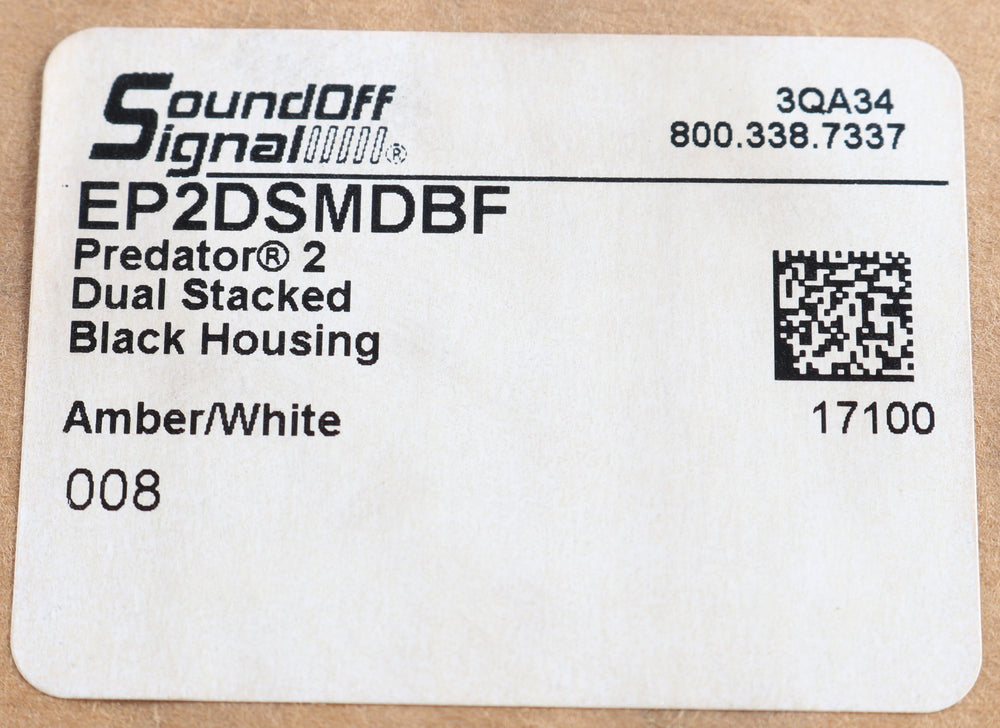 SoundOff
Signal®
3QA34
800.338.7337
EP2DSMDBF
Predator® 2
Dual Stacked
Black Housing
Amber/White
17100
008